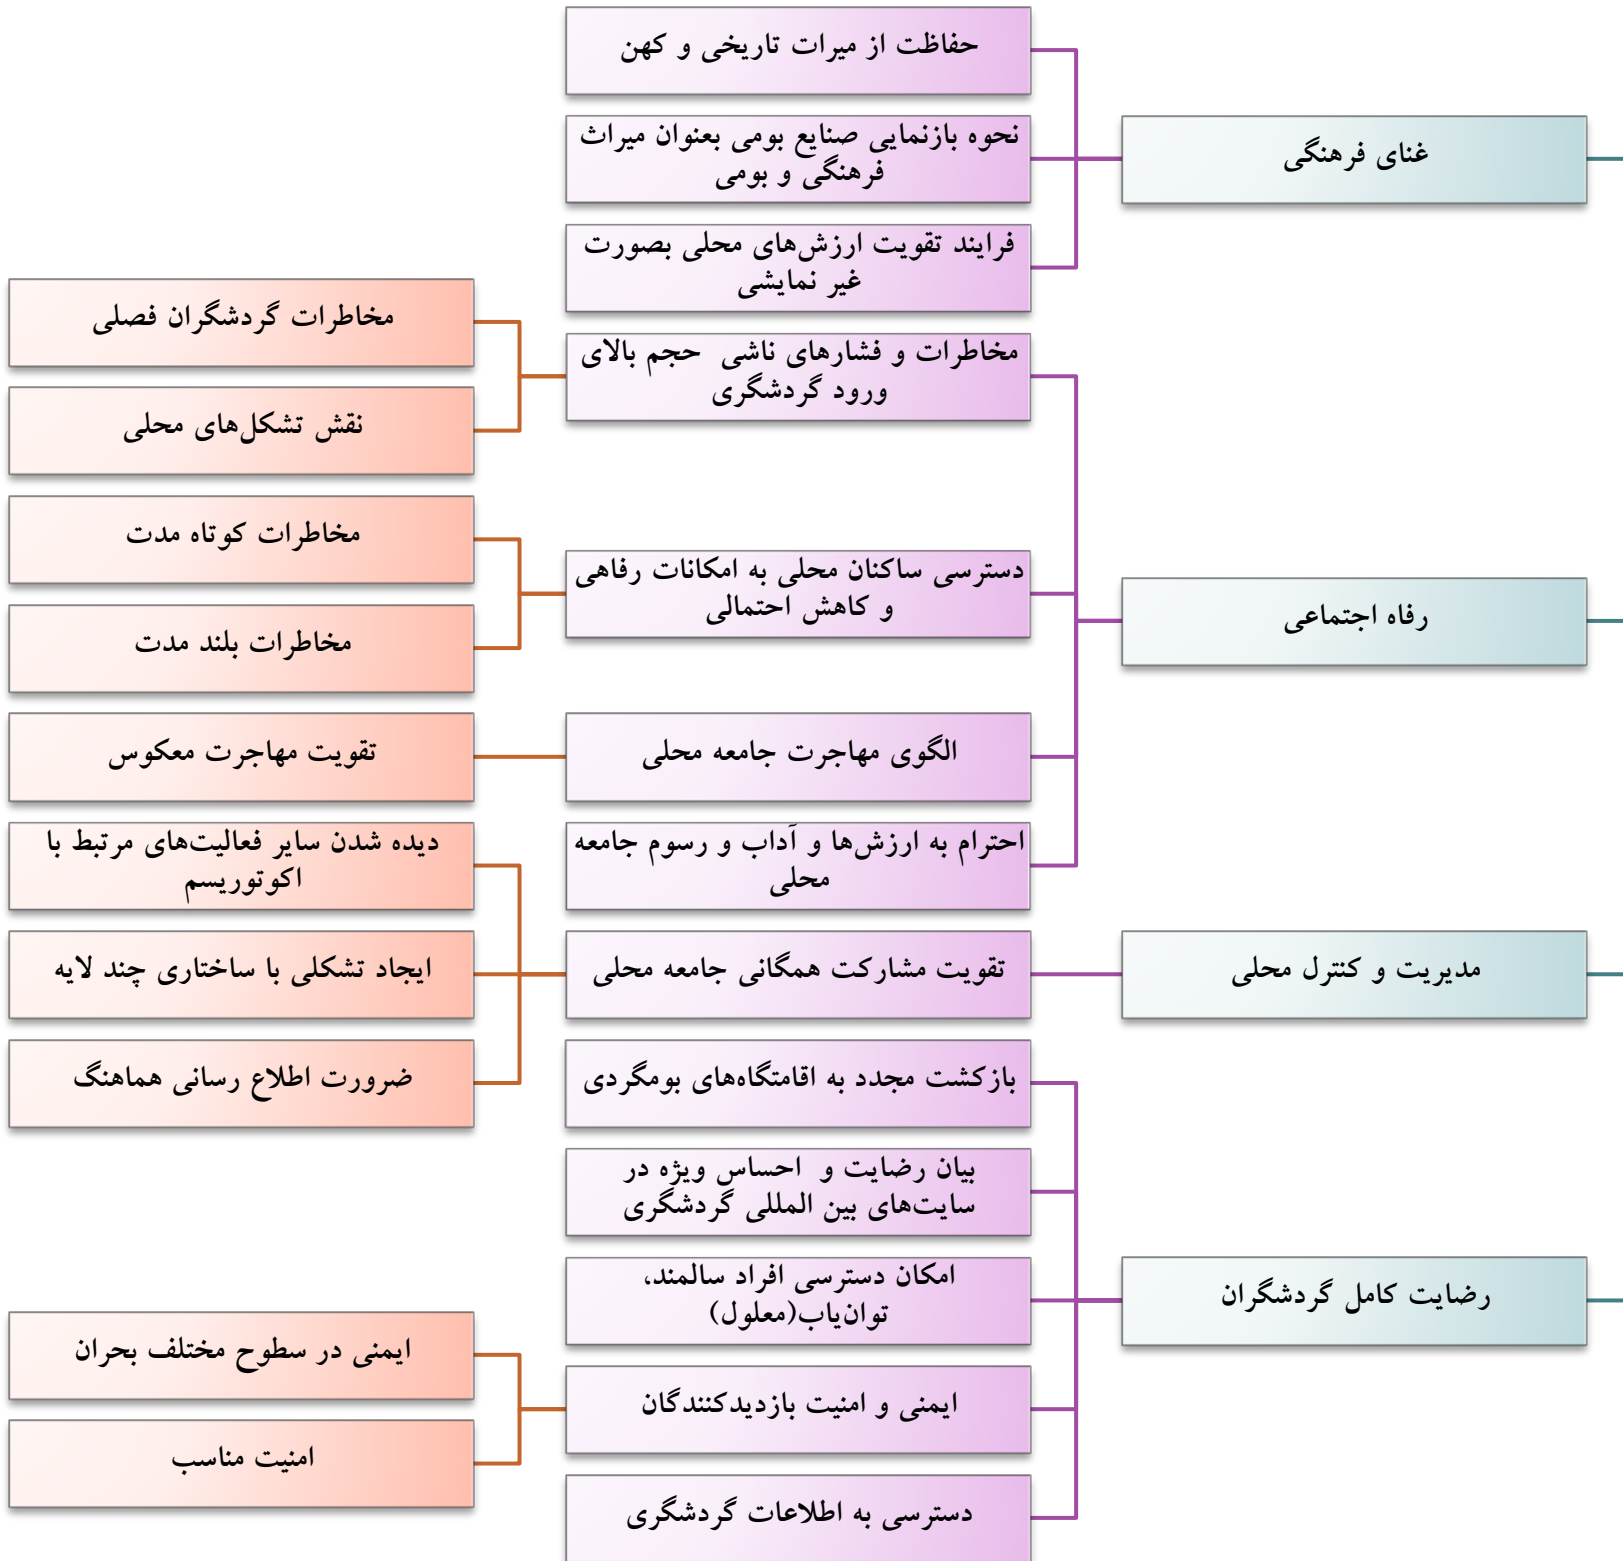 غنای فرهنگی
حفاظت از میرات تاریخی و کهن
نحوه بازنمایی صنایع بومی بعنوان میراث
فرهنگی و بومی
فرایند تقویت ارزش‌های محلی بصورت
غیر نمایشی
رفاه اجتماعی
مخاطرات و فشارهای ناشی حجم بالای
ورود گردشگری
مخاطرات گردشگران فصلی
نقش تشکل‌های محلی
دسترسی ساکنان محلی به امکانات رفاهی
و کاهش احتمالی
مخاطرات کوتاه مدت
مخاطرات بلند مدت
الگوی مهاجرت جامعه محلی
تقویت مهاجرت معکوس
احترام به ارزش‌ها و آداب و رسوم جامعه
محلی
مدیریت و کنترل محلی
تقویت مشارکت همگانی جامعه محلی
دیده شدن سایر فعالیت‌های مرتبط با
اکوتوریسم
ایجاد تشکلی با ساختاری چند لایه
ضرورت اطلاع رسانی هماهنگ
رضایت کامل گردشگران
بازکشت مجدد به اقامتگاه‌های بومگردی
بیان رضایت و احساس ویژه در
سایت‌های بین المللی گردشگری
امکان دسترسی افراد سالمند،
توان‌یاب(معلول)
ایمنی و امنیت بازدیدکنندگان
ایمنی در سطوح مختلف بحران
امنیت مناسب
دسترسی به اطلاعات گردشگری